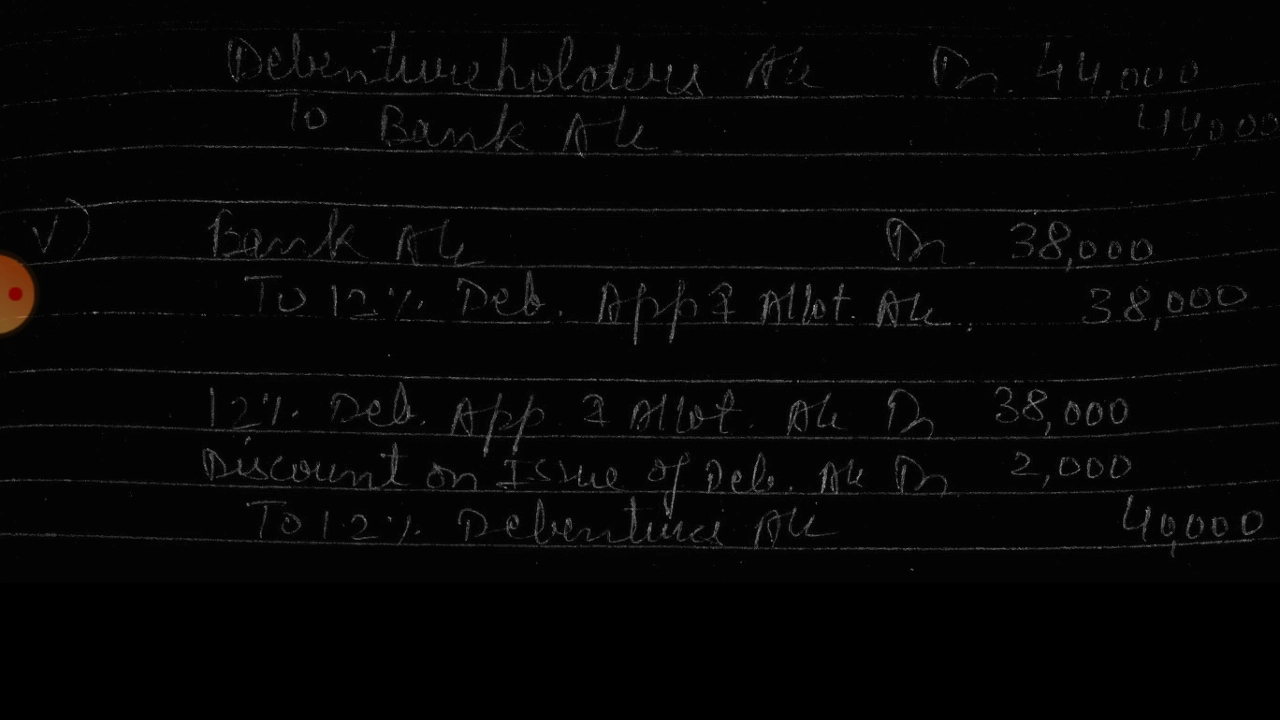 Debentureholders A/c Dr. 44,000
To Bank A/c 44,000
V) Bank A/c Dr. 38,000
To 12% Deb. App & Allot. A/c. 38,000
12%. Deb. App & Allot. A/c Dr 38,000
Discount on Issue of Deb. A/c Dr 2,000
To 12%. Debentures A/c 40,000